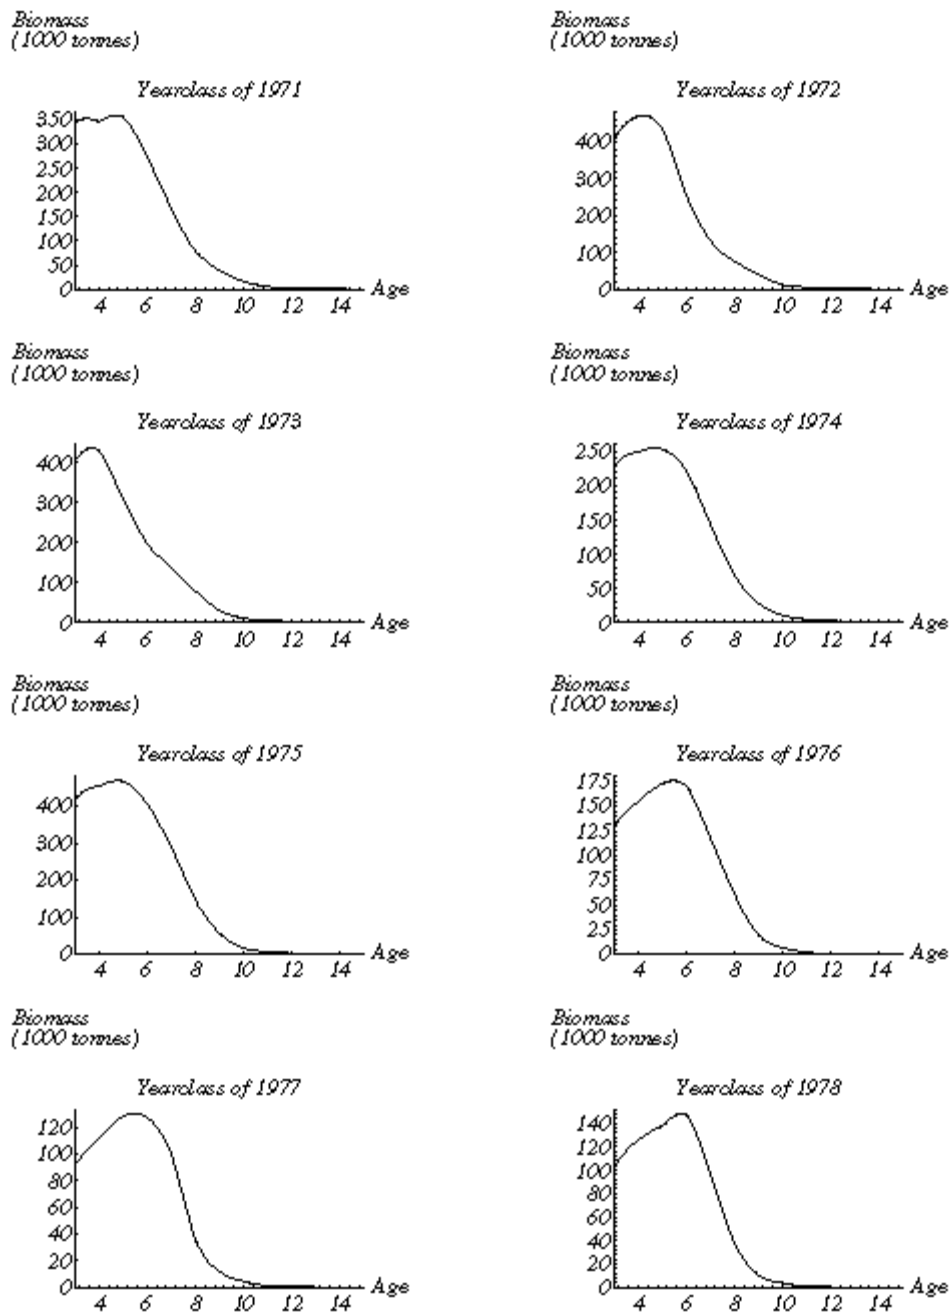 Biomass
(1000 tonnes)
Yearclass of 1971
350
300
250
200
150
100
50
0
4 6 8 10 12 14 Age
Biomass
(1000 tonnes)
Yearclass of 1972
400
300
200
100
0
4 6 8 10 12 14 Age
Biomass
(1000 tonnes)
Yearclass of 1973
400
300
200
100
0
4 6 8 10 12 14 Age
Biomass
(1000 tonnes)
Yearclass of 1974
250
200
150
100
50
0
4 6 8 10 12 14 Age
Biomass
(1000 tonnes)
Yearclass of 1975
400
300
200
100
0
4 6 8 10 12 14 Age
Biomass
(1000 tonnes)
Yearclass of 1976
175
150
125
100
75
50
25
0
4 6 8 10 12 14 Age
Biomass
(1000 tonnes)
Yearclass of 1977
120
100
80
60
40
20
0
4 6 8 10 12 14 Age
Biomass
(1000 tonnes)
Yearclass of 1978
140
120
100
80
60
40
20
0
4 6 8 10 12 14 Age